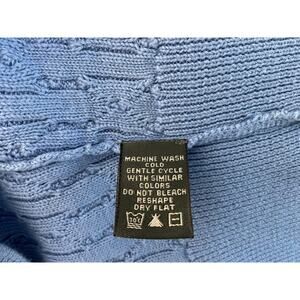 MACHINE WASH
COLD
GENTLE CYCLE
WITH SIMILAR
COLORS
DO NOT BLEACH
RESHAPE
DRY FLAT